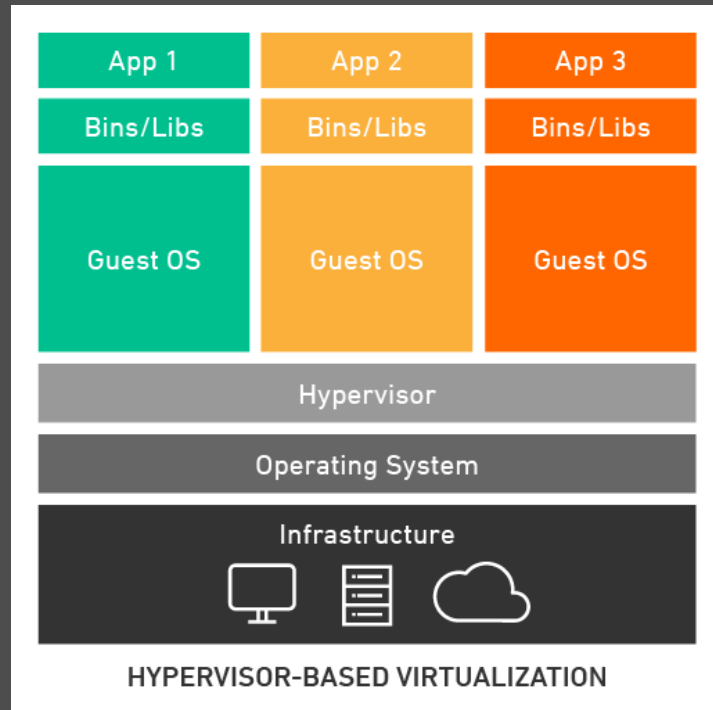 App 1
App 2
App 3
Bins/Libs
Bins/Libs
Bins/Libs
Guest OS
Guest OS
Guest OS
Hypervisor
Operating System
Infrastructure
HYPERVISOR-BASED VIRTUALIZATION